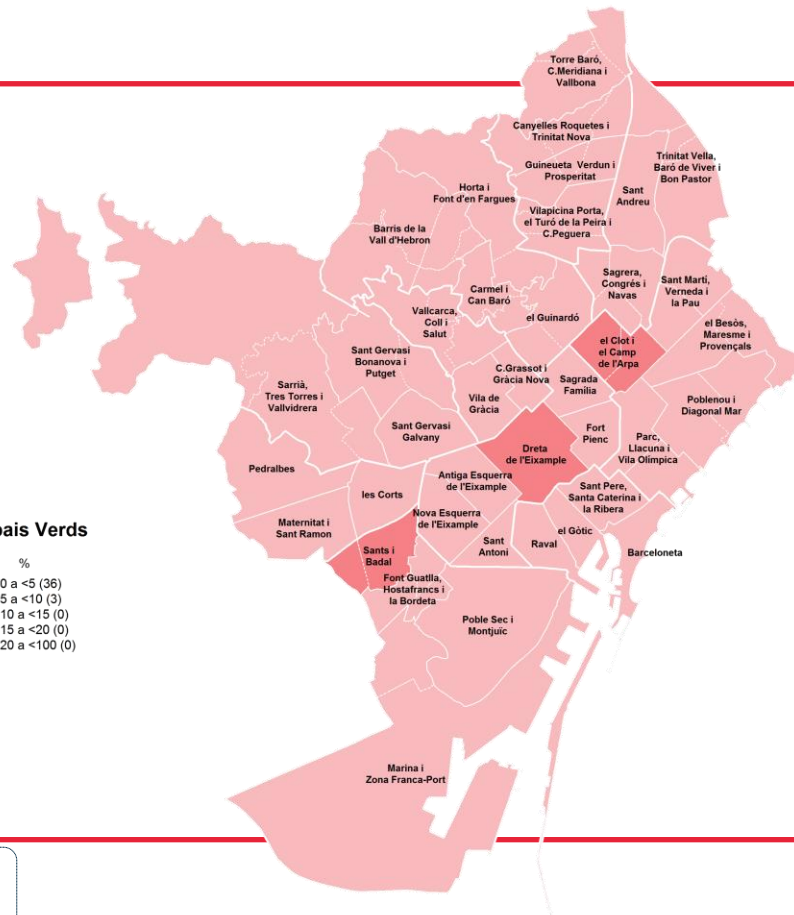 Torre Baró,
C.Meridiana i
Vallbona
Canyelles Roquetes i
Trinitat Nova
Guineueta Verdun i
Prosperitat
Trinitat Vella,
Baró de Viver i
Bon Pastor
Horta i
Font d'en Fargues
Sant
Andreu
Vilapicina Porta,
el Turó de la Peira i
C.Peguera
Barris de la
Vall d'Hebron
Sagrera,
Congrés i
Navas
Sant Martí,
Verneda i
la Pau
Carmel i
Can Baró
Vallcarca,
Coll i
Salut
el Guinardó
el Besòs,
Maresme i
Provençals
el Clot i
el Camp
de l'Arpa
Sant Gervasi
Bonanova i
Putget
C.Grassot i
Gràcia Nova
Sagrada
Família
Sarrià,
Tres Torres i
Vallvidrera
Vila de
Gràcia
Poblenou i
Diagonal Mar
Sant Gervasi
Galvany
Fort
Pienc
Parc,
Llacuna i
Vila Olímpica
Dreta
de l'Eixample
Pedralbes
Antiga Esquerra
de l'Eixample
Sant Pere,
Santa Caterina i
la Ribera
les Corts
Nova Esquerra
de l'Eixample
Maternitat i
Sant Ramon
Sant
Antoni
Raval
el Gòtic
Barceloneta
Sants i
Badal
Font Guatlla,
Hostafrancs i
la Bordeta
Poble Sec i
Montjuïc
Marina i
Zona Franca-Port
pais Verds
%
0 a <5 (36)
5 a <10 (3)
10 a <15 (0)
15 a <20 (0)
20 a <100 (0)